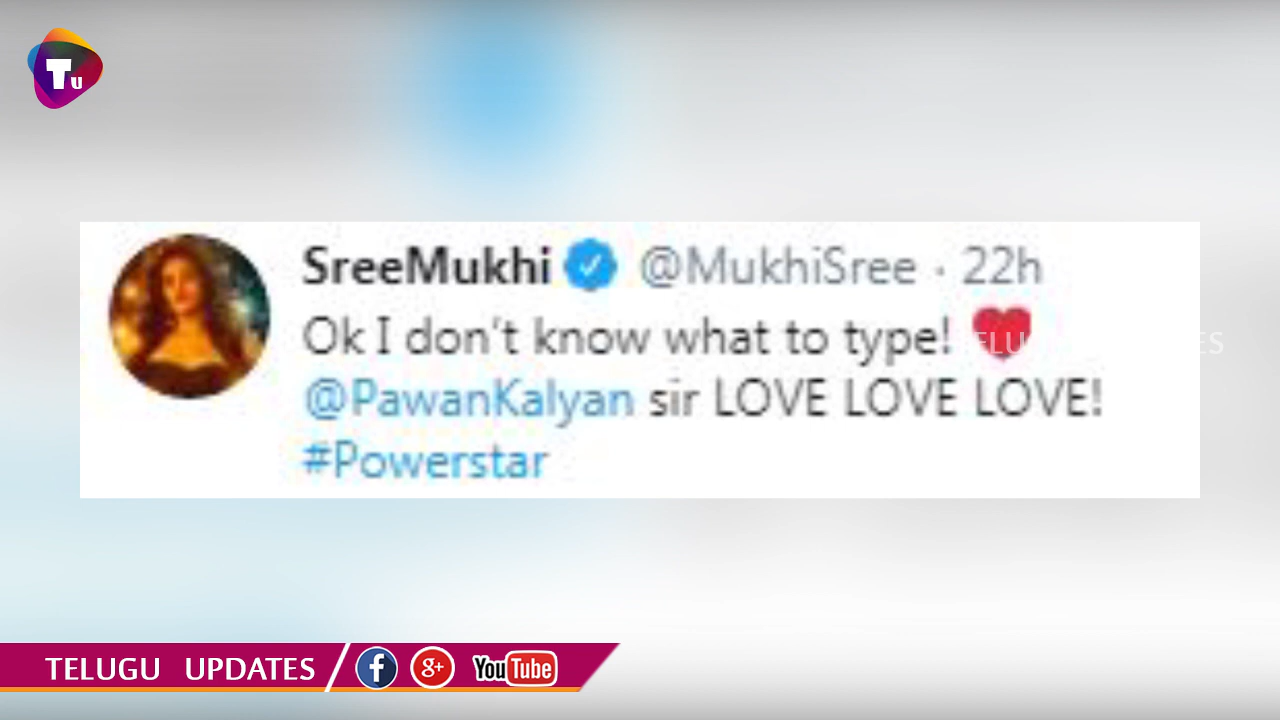 Tu
SreeMukhi @MukhiSree · 22h
Ok I don't know what to type! ❤
@PawanKalyan sir LOVE LOVE LOVE!
#Powerstar
TELUGU UPDATES
f
g+
YouTube